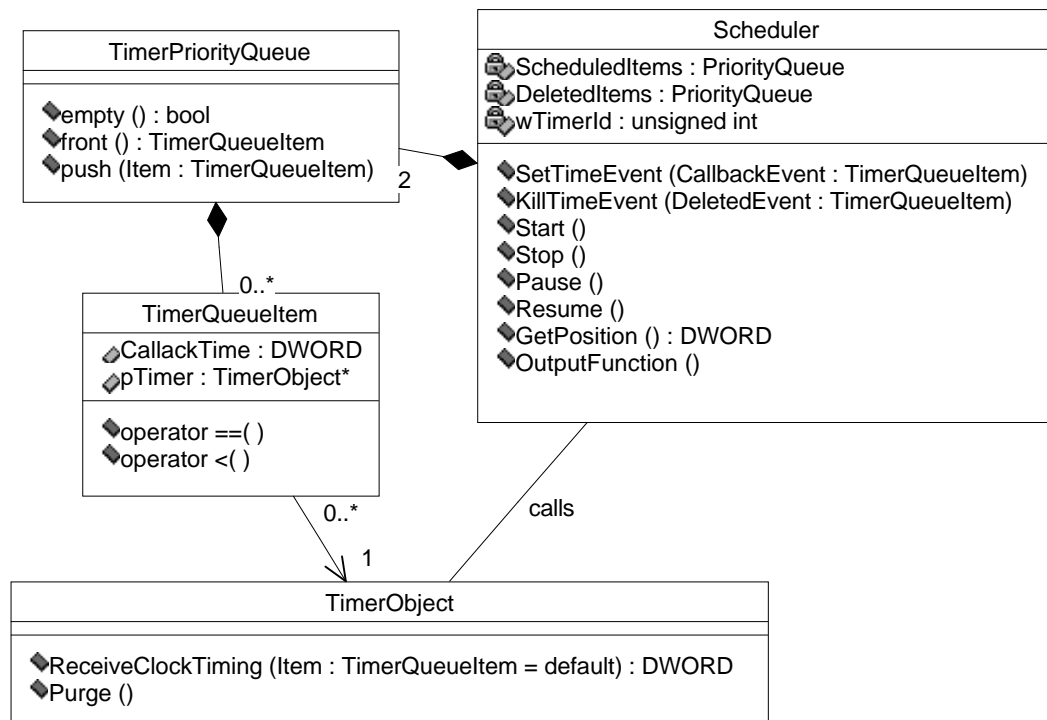 TimerPriorityQueue
empty () : bool
front () : TimerQueueItem
push (Item : TimerQueueItem)
Scheduler
ScheduledItems : PriorityQueue
DeletedItems : PriorityQueue
wTimerId : unsigned int
SetTimeEvent (CallbackEvent : TimerQueueItem)
KillTimeEvent (DeletedEvent : TimerQueueItem)
Start ()
Stop ()
Pause ()
Resume ()
GetPosition () : DWORD
OutputFunction ()
2
0..*
TimerQueueItem
CallackTime : DWORD
pTimer : TimerObject*
operator ==( )
operator <( )
0..*
1
calls
TimerObject
ReceiveClockTiming (Item : TimerQueueItem = default) : DWORD
Purge ()